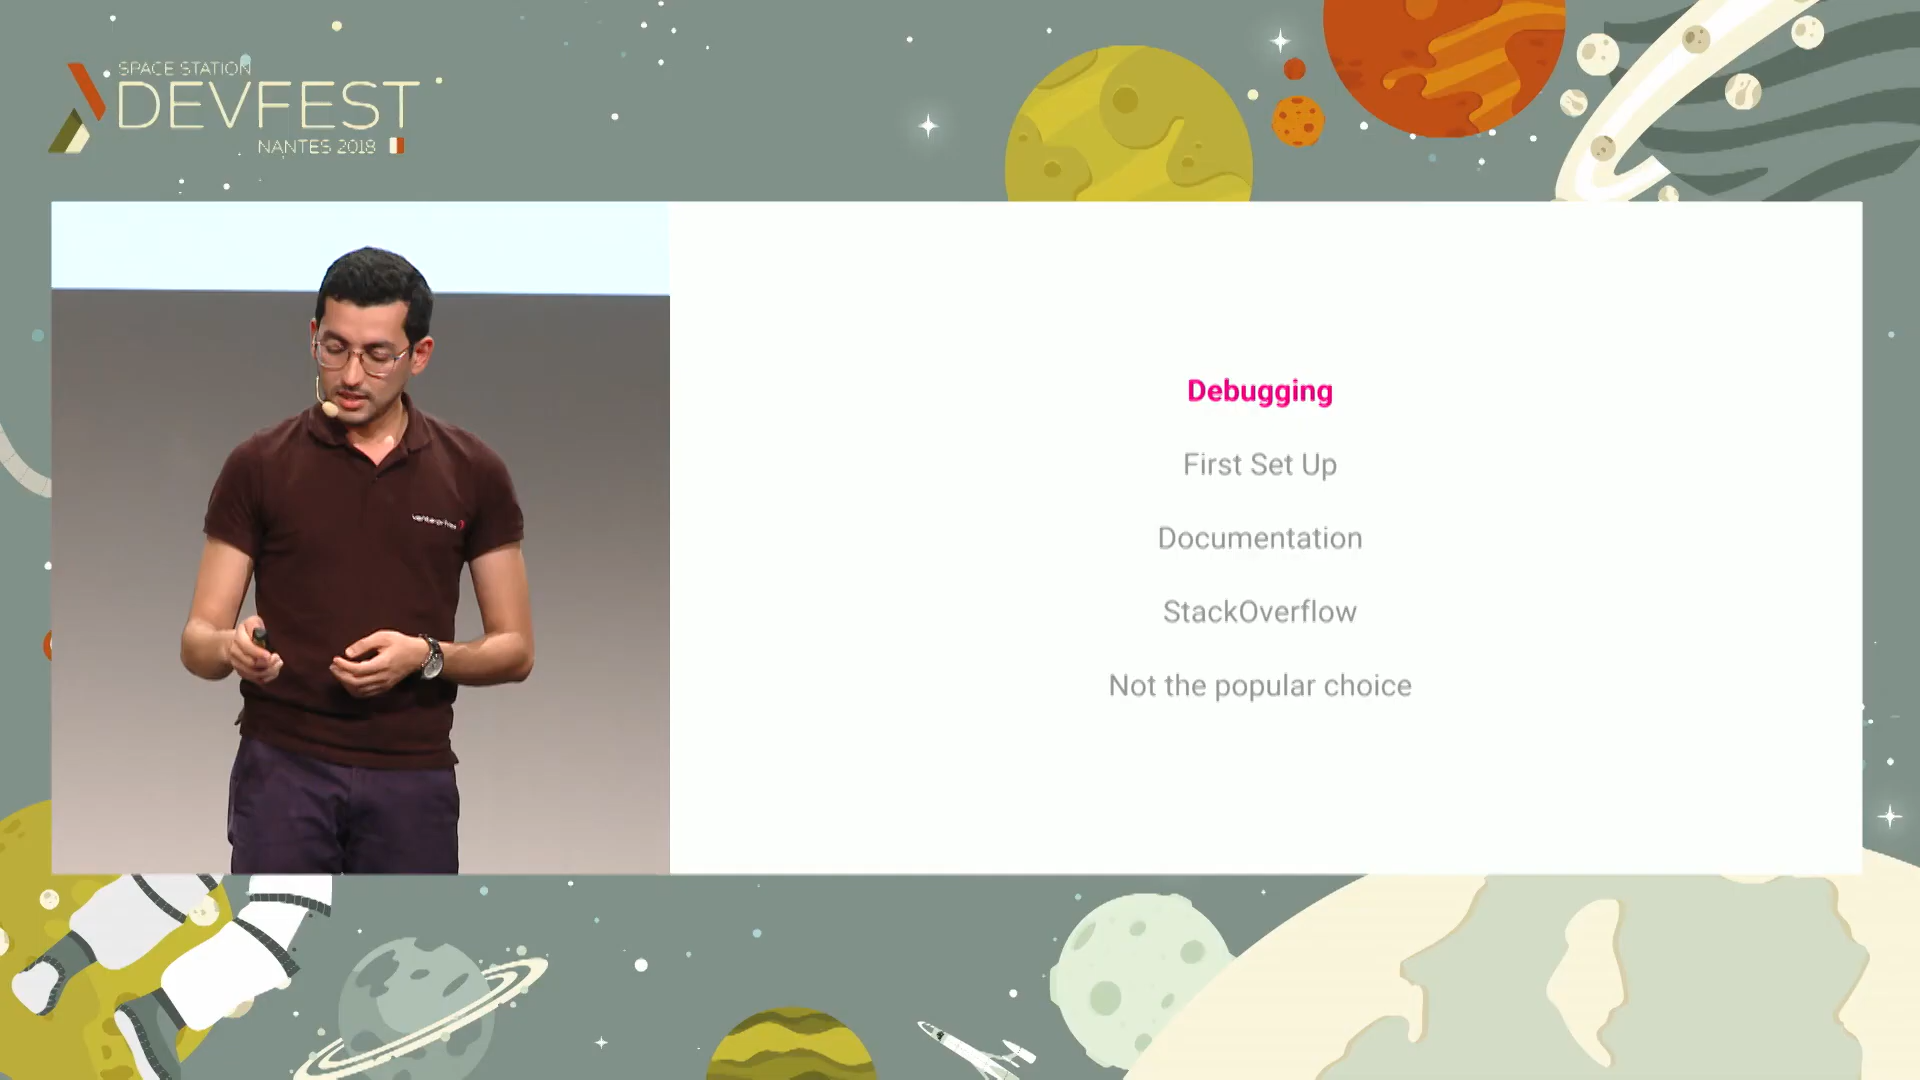 SPACE STATION
DEVFEST
NANTES 2018
Debugging
First Set Up
Documentation
StackOverflow
Not the popular choice